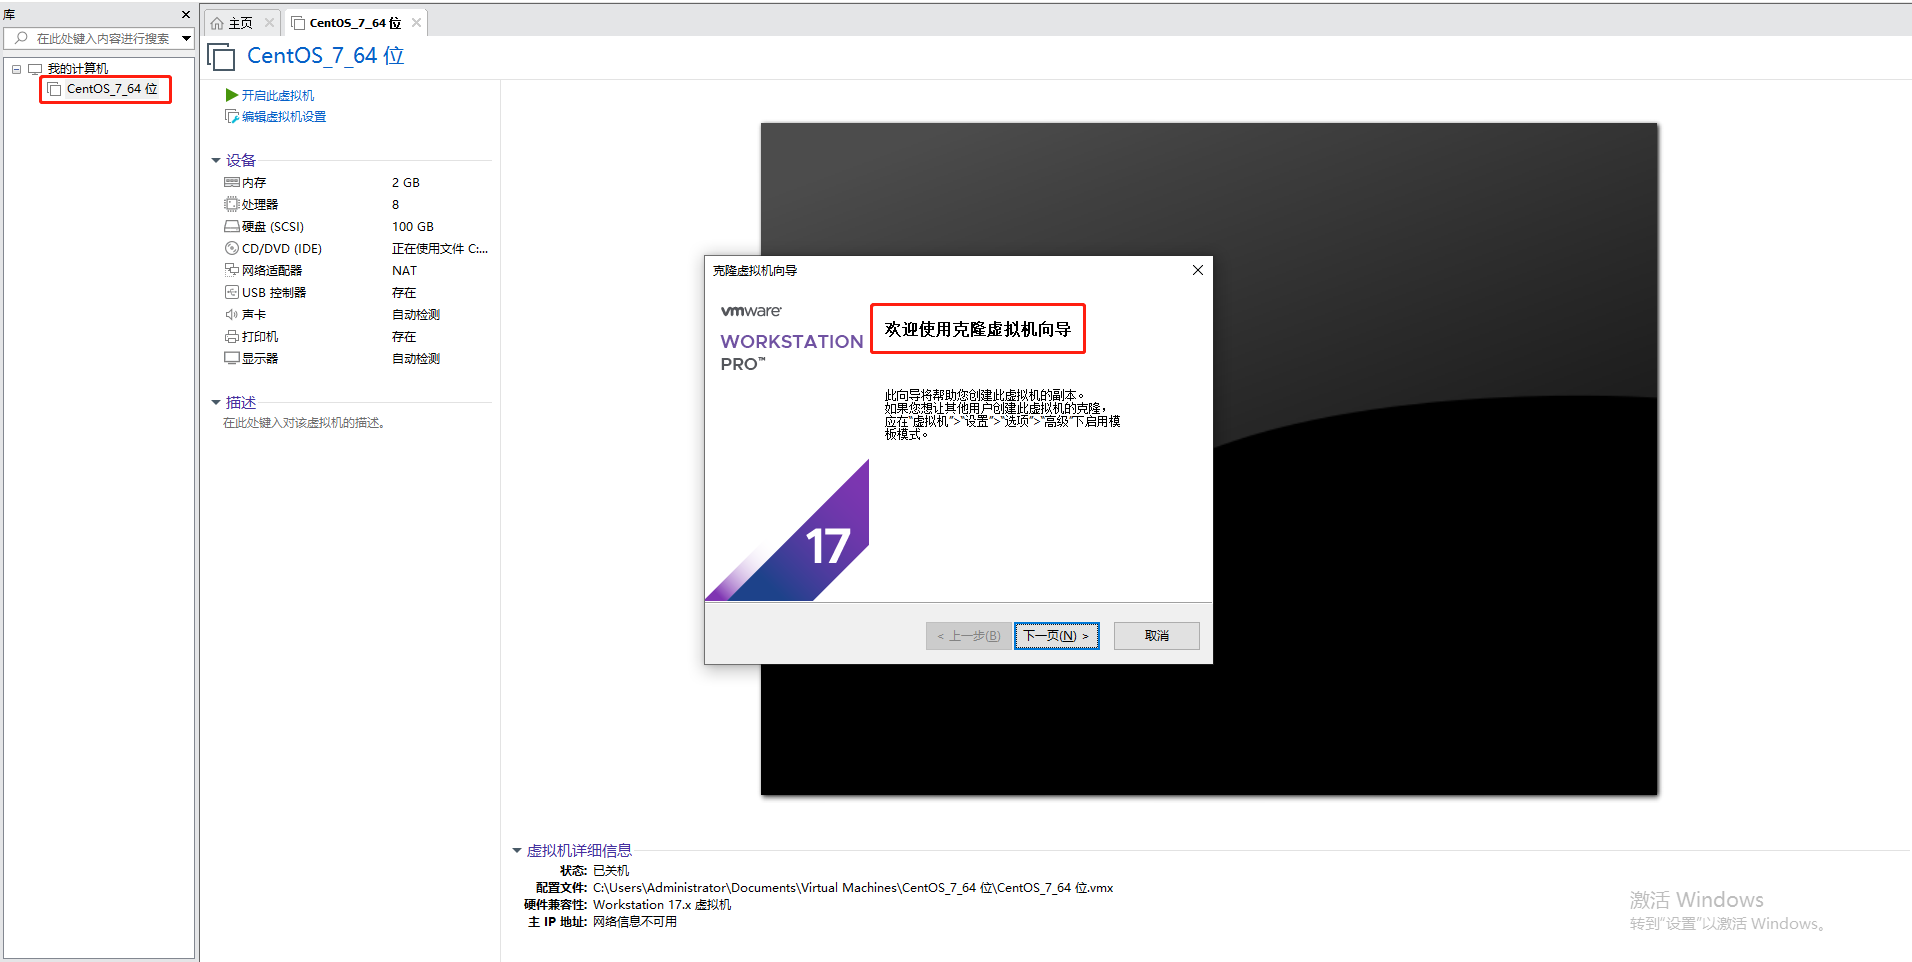 库
在此处键入内容进行搜索
我的计算机
CentOS_7_64 位
主页
CentOS_7_64 位
CentOS_7_64 位
开启此虚拟机
编辑虚拟机设置
设备
内存 2 GB
处理器 8
硬盘 (SCSI) 100 GB
CD/DVD (IDE) 正在使用文件 C:...
网络适配器 NAT
USB 控制器 存在
声卡 自动检测
打印机 存在
显示器 自动检测
描述
在此处键入对该虚拟机的描述。
克隆虚拟机向导
vmware
WORKSTATION
PRO™
欢迎使用克隆虚拟机向导
此向导将帮助您创建此虚拟机的副本。
如果您想让其他用户创建此虚拟机的克隆，
应在“虚拟机”>“设置”>“选项”>“高级”下启用模
板模式。
17
< 上一步(B)
下一页(N) >
取消
虚拟机详细信息
状态: 已关机
配置文件: C:\Users\Administrator\Documents\Virtual Machines\CentOS_7_64 位\CentOS_7_64 位.vmx
硬件兼容性: Workstation 17.x 虚拟机
主 IP 地址: 网络信息不可用
激活 Windows
转到“设置”以激活 Windows。